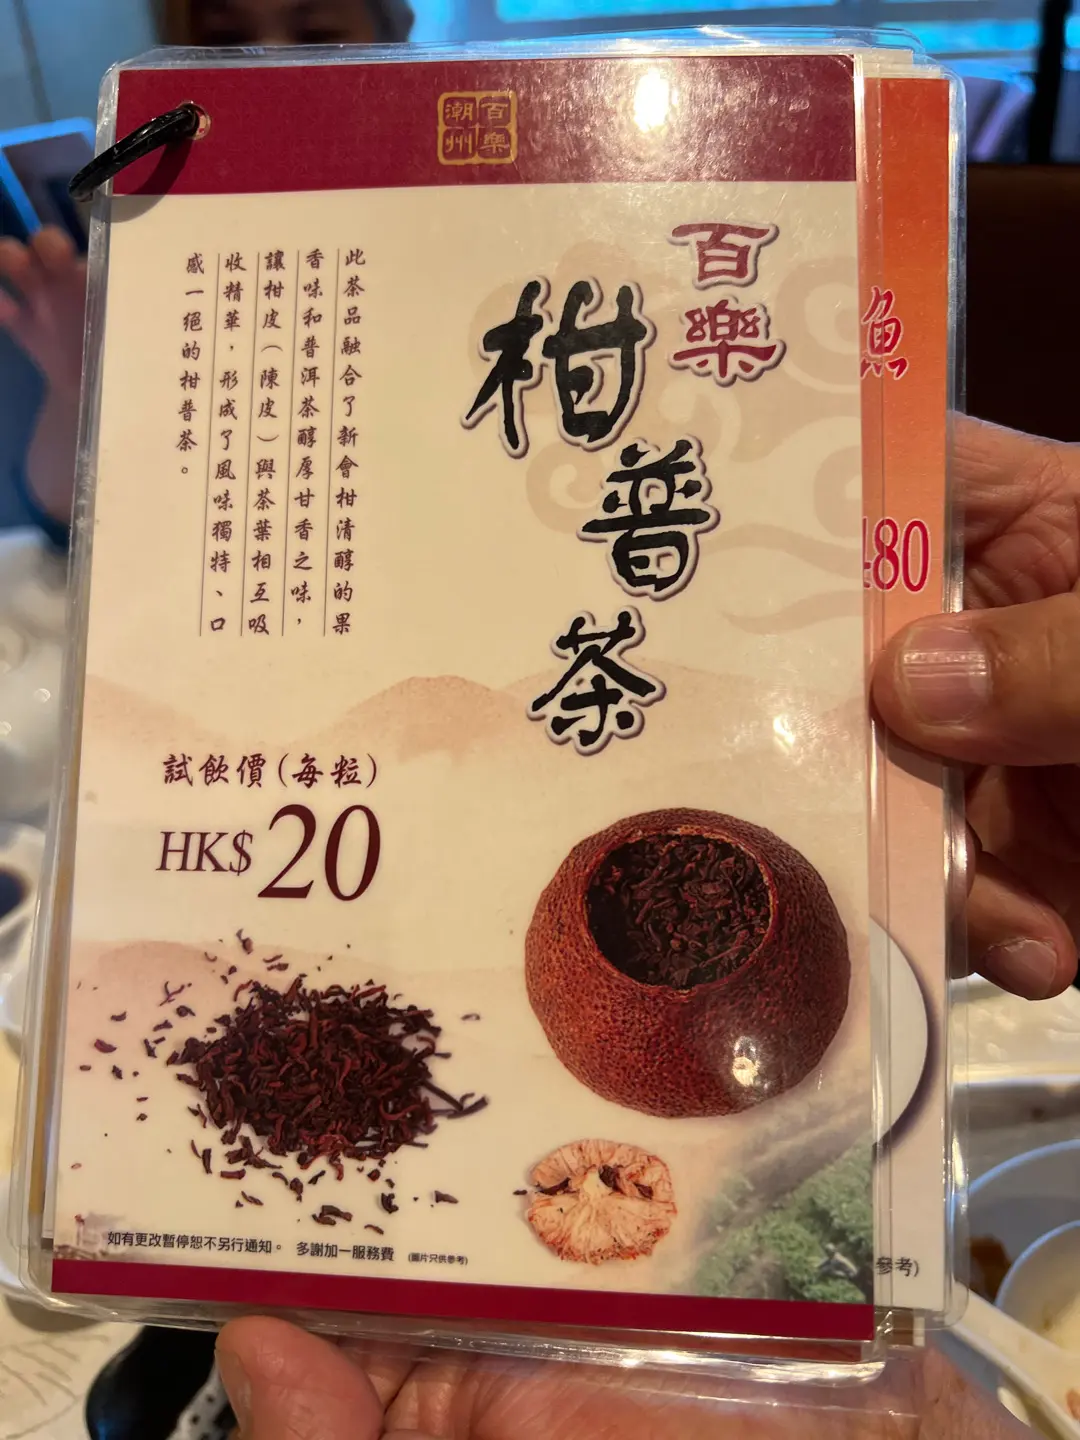 百樂潮州
百樂
柑普茶
此茶品融合了新會柑清醇的果
香味和普洱茶醇厚甘香之味，
讓柑皮（陳皮）與茶葉相互吸
收精華，形成了風味獨特、口
感一絕的柑普茶。
試飲價(每粒)
HK$20
如有更改暫停恕不另行通知。 多謝加一服務費 (圖片只供參考)
魚
480
參考)